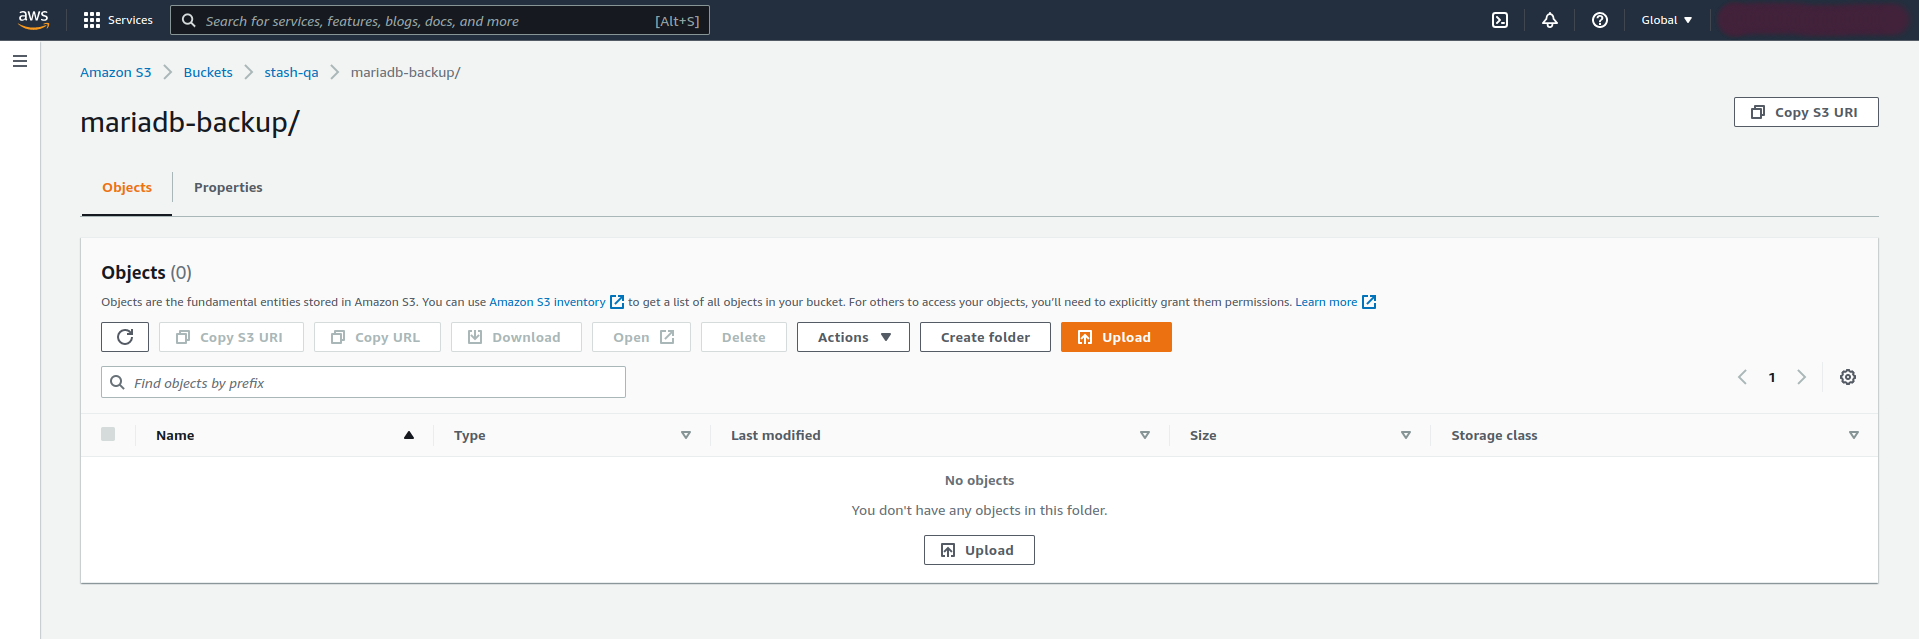 aws Services Search for services, features, blogs, docs, and more [Alt+S] Global
Amazon S3 Buckets stash-qa mariadb-backup/
mariadb-backup/
Copy S3 URI
Objects Properties
Objects (0)
Objects are the fundamental entities stored in Amazon S3. You can use Amazon S3 inventory to get a list of all objects in your bucket. For others to access your objects, you'll need to explicitly grant them permissions. Learn more
Copy S3 URI Copy URL Download Open Delete Actions Create folder Upload
Find objects by prefix
1
Name Type Last modified Size Storage class
No objects
You don't have any objects in this folder.
Upload